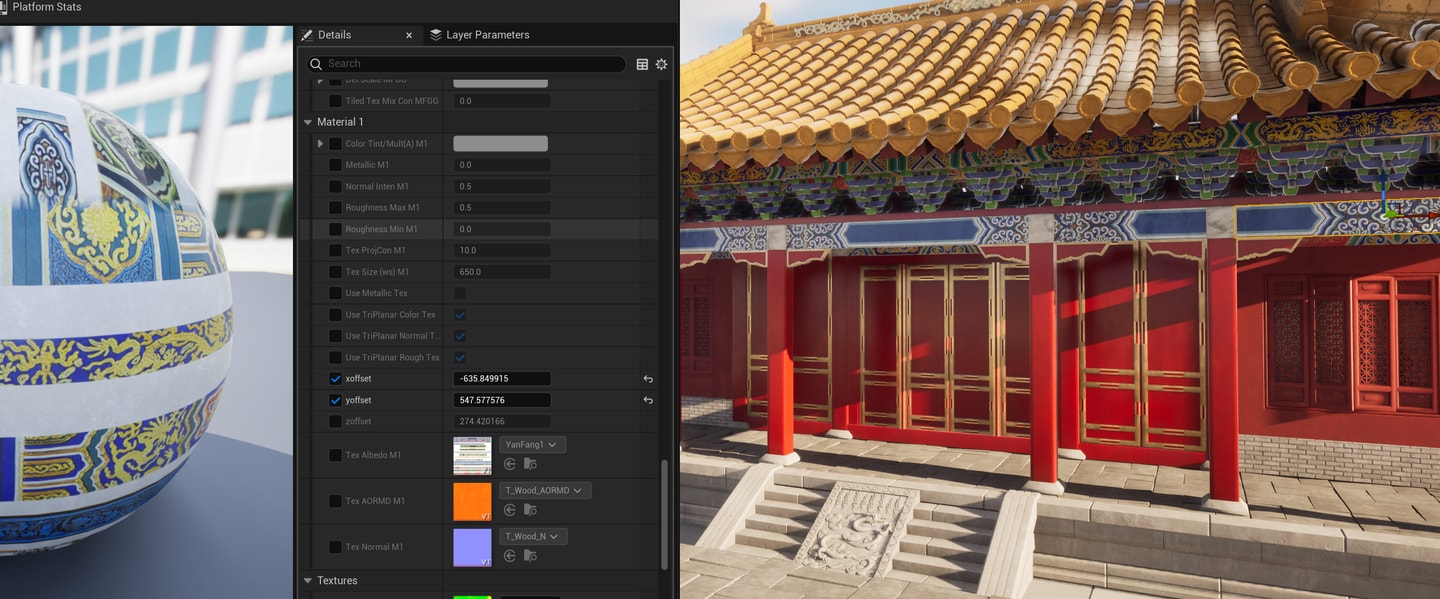 Platform Stats
Details
Layer Parameters
Search
Tiled Tex Mix Con MFGG 0.0
Material 1
Color Tint/Mult(A) M1
Metallic M1 0.0
Normal Inten M1 0.5
Roughness Max M1 0.5
Roughness Min M1 0.0
Tex ProjCon M1 10.0
Tex Size (ws) M1 650.0
Use Metallic Tex
Use TriPlanar Color Tex
Use TriPlanar Normal T...
Use TriPlanar Rough Tex
xoffset -635.849915
yoffset 547.577576
zoffset 274.420166
Tex Albedo M1 YanFang1
Tex AORMD M1 T_Wood_AORMD
VT
Tex Normal M1 T_Wood_N
VT
Textures